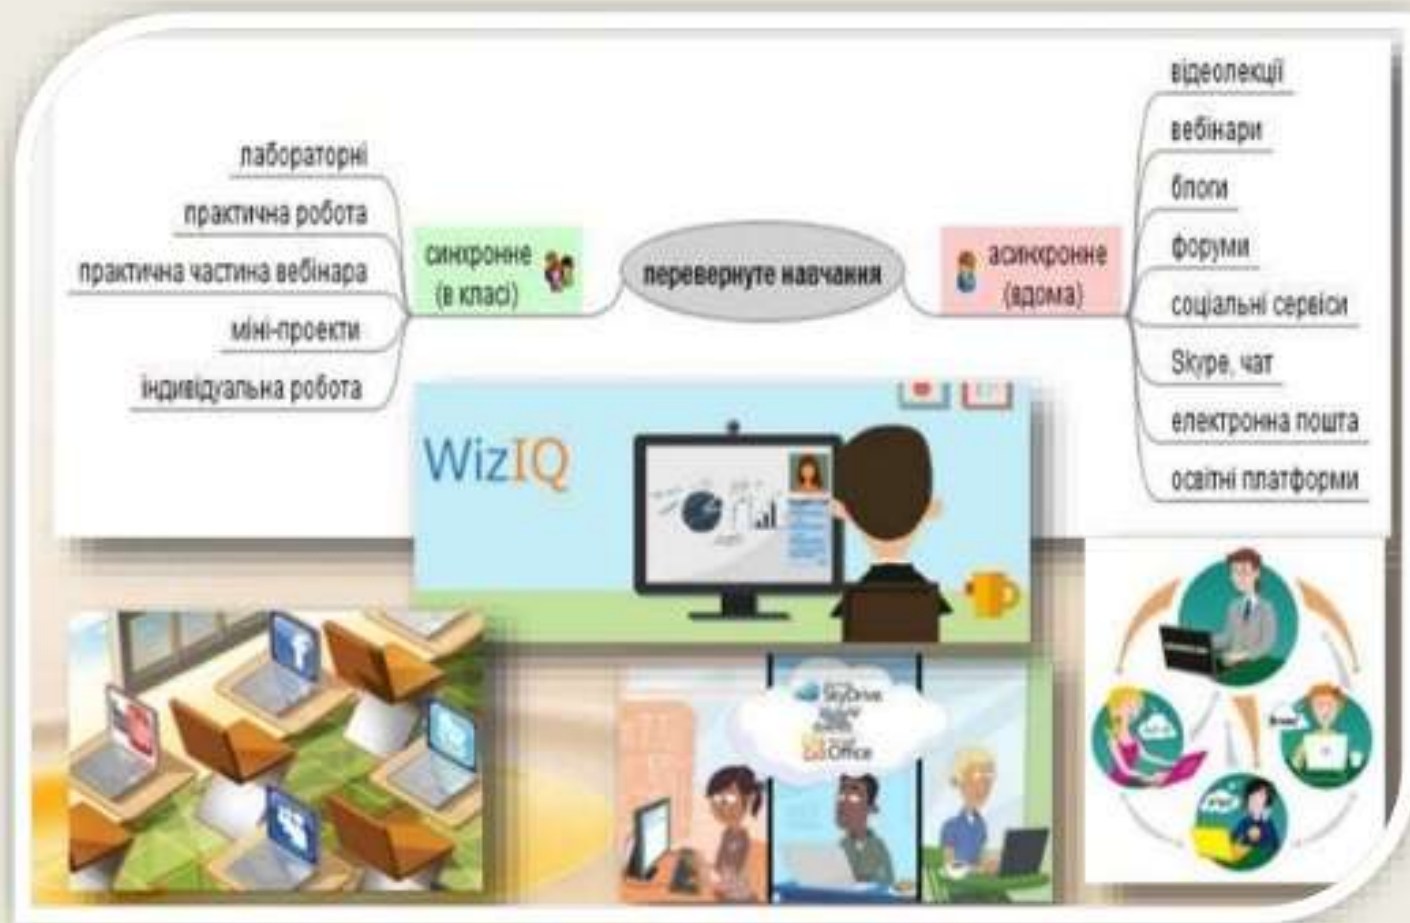 перевернуте навчання
синхронне
(в класі)
лабораторні
практична робота
практична частина вебінара
міні-проекти
індивідуальна робота
асинхронне
(вдома)
відеолекції
вебінари
блоги
форуми
соціальні сервіси
Skype, чат
електронна пошта
освітні платформи
WizIQ
SkyDrive
Office